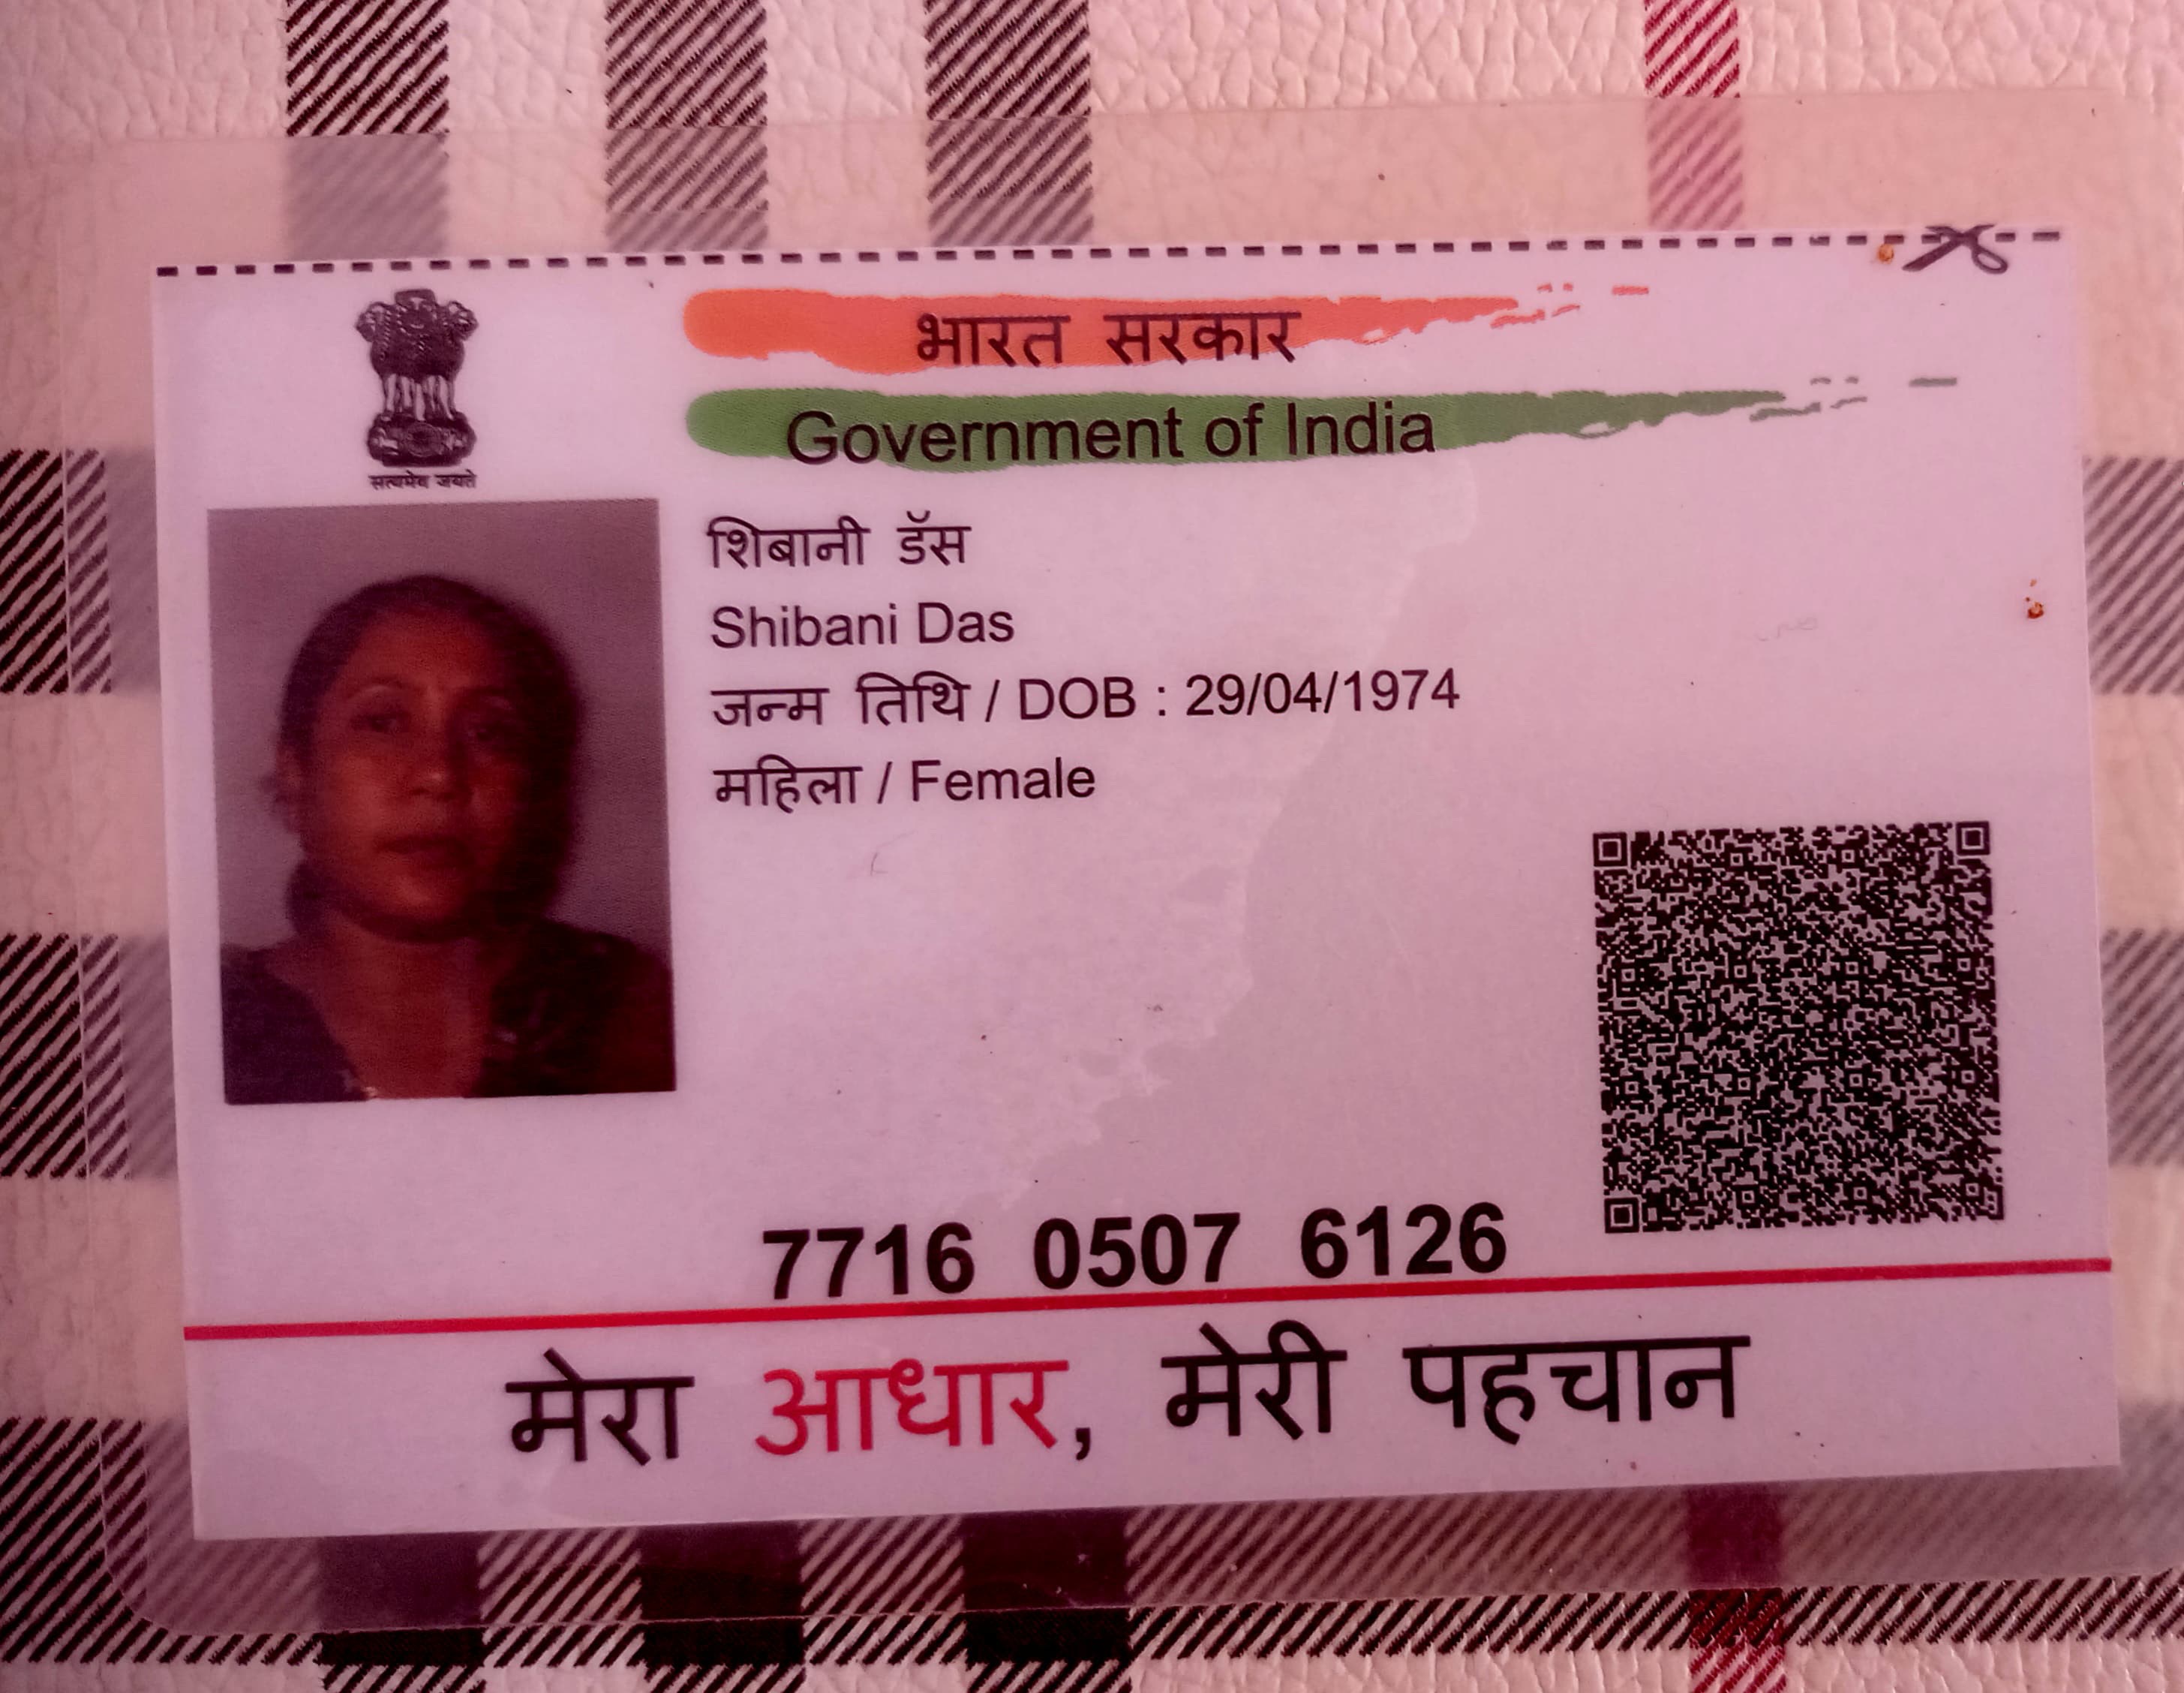 सत्यमेव जयते
भारत सरकार
Government of India
शिबानी डॅस
Shibani Das
जन्म तिथि / DOB : 29/04/1974
महिला / Female
7716 0507 6126
मेरा आधार, मेरी पहचान